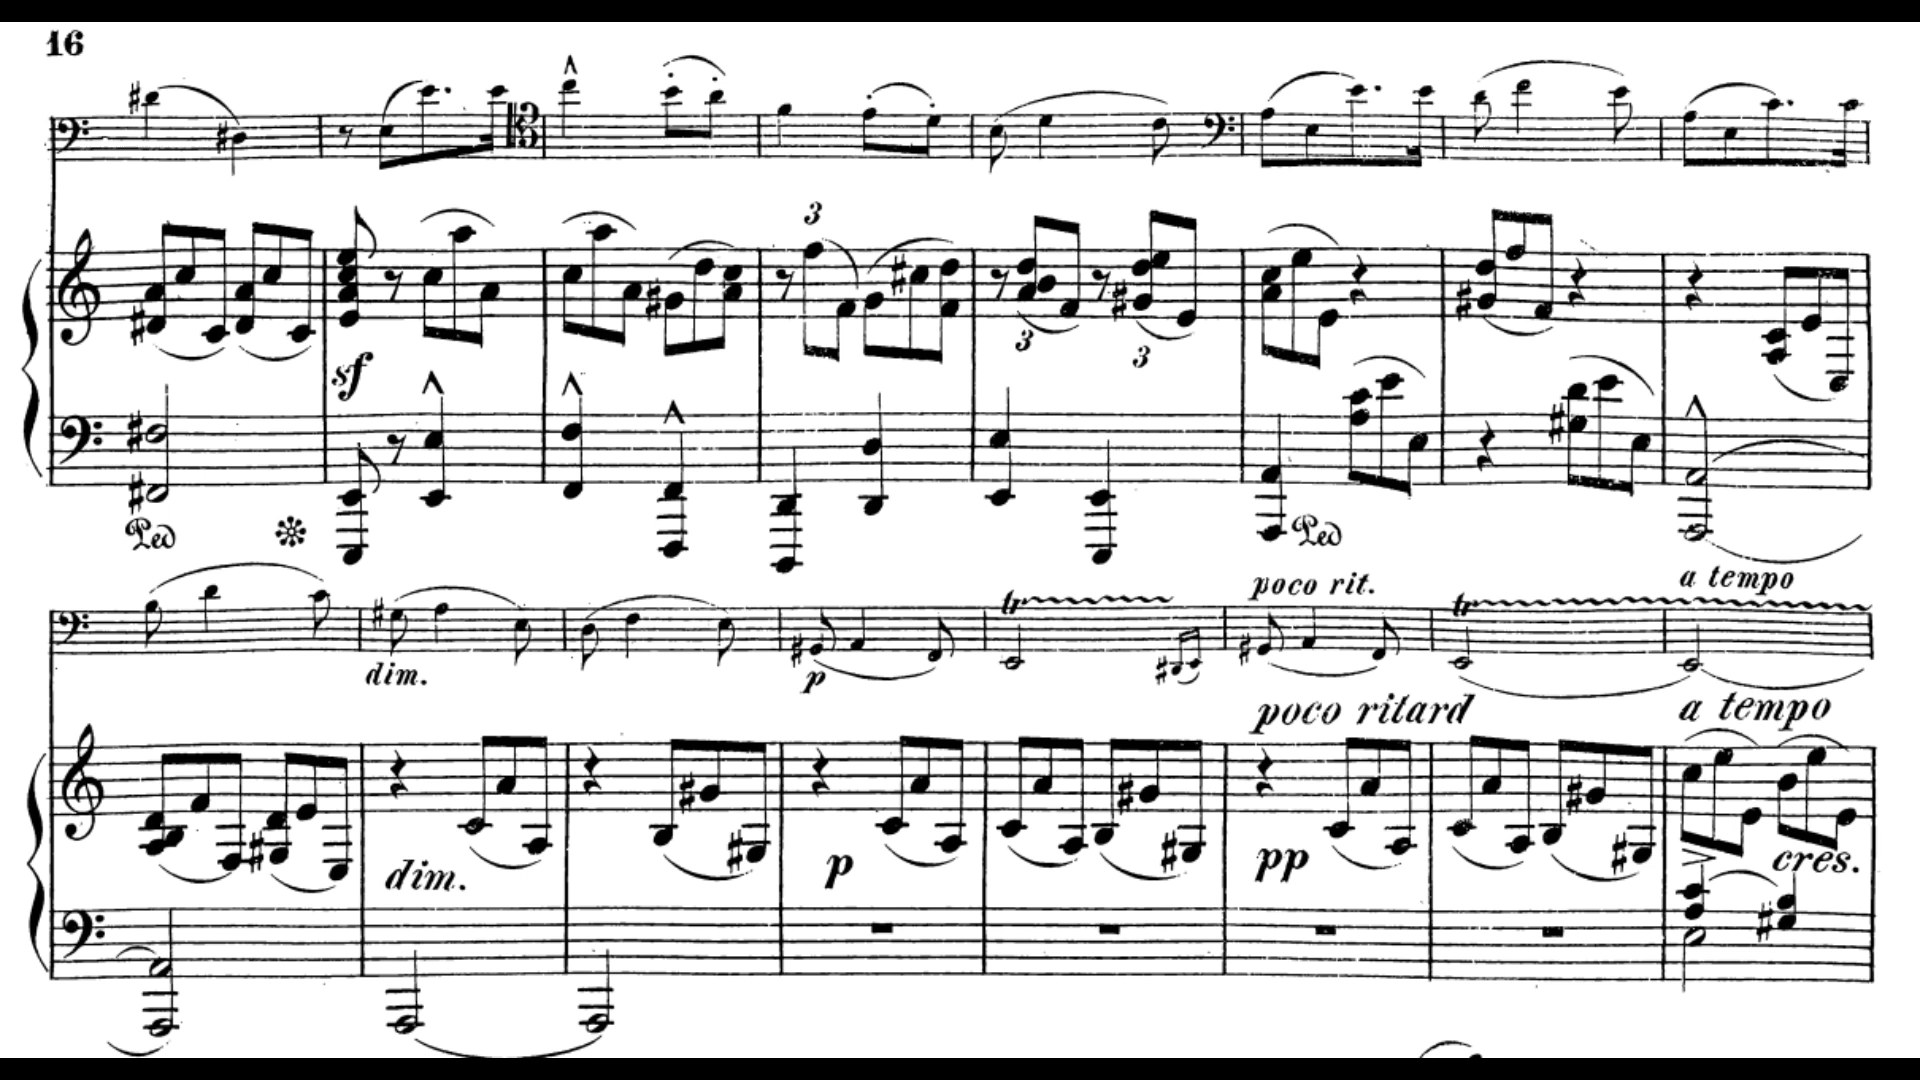 16
3
sf
3
3
Ped
Ped
poco rit.
a tempo
tr
tr
dim.
p
poco ritard
a tempo
dim.
p
pp
cres.